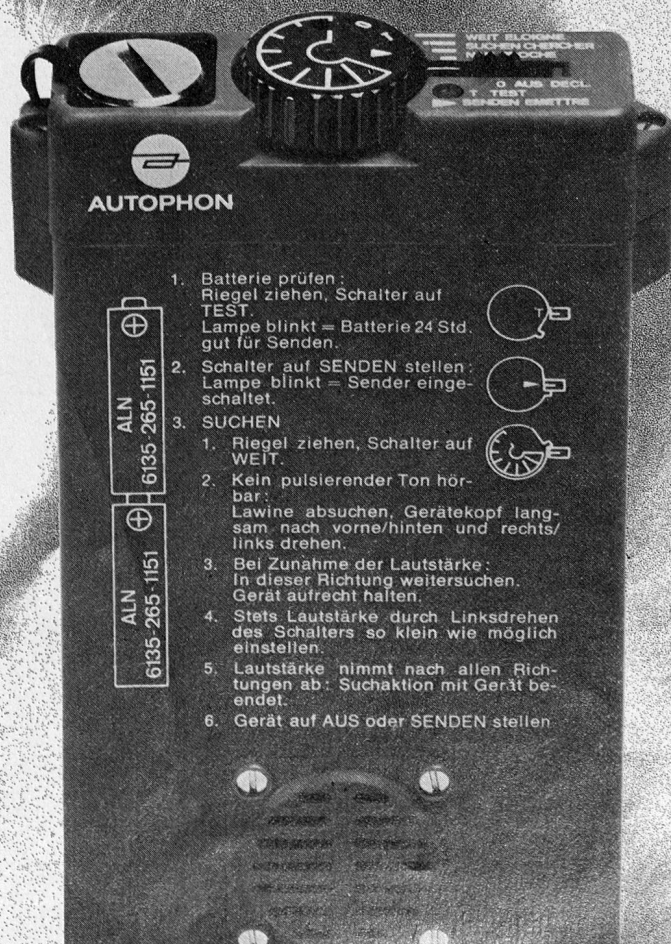 WEIT ELOIGNE
SUCHEN CHERCHER
O AUS DECL.
T TEST
SENDEN EMETTRE
AUTOPHON
1. Batterie prüfen:
Riegel ziehen, Schalter auf
TEST.
Lampe blinkt = Batterie 24 Std.
gut für Senden.
2. Schalter auf SENDEN stellen:
Lampe blinkt = Sender einge-
schaltet.
3. SUCHEN
1. Riegel ziehen, Schalter auf
WEIT.
2. Kein pulsierender Ton hör-
bar:
Lawine absuchen, Gerätekopf lang-
sam nach vorne/hinten und rechts/
links drehen.
3. Bei Zunahme der Lautstärke:
In dieser Richtung weitersuchen.
Gerät aufrecht halten.
4. Stets Lautstärke durch Linksdrehen
des Schalters so klein wie möglich
einstellen.
5. Lautstärke nimmt nach allen Rich-
tungen ab: Suchaktion mit Gerät be-
endet.
6. Gerät auf AUS oder SENDEN stellen
T
ALN
6135-265-1151
ALN
6135-265-1151